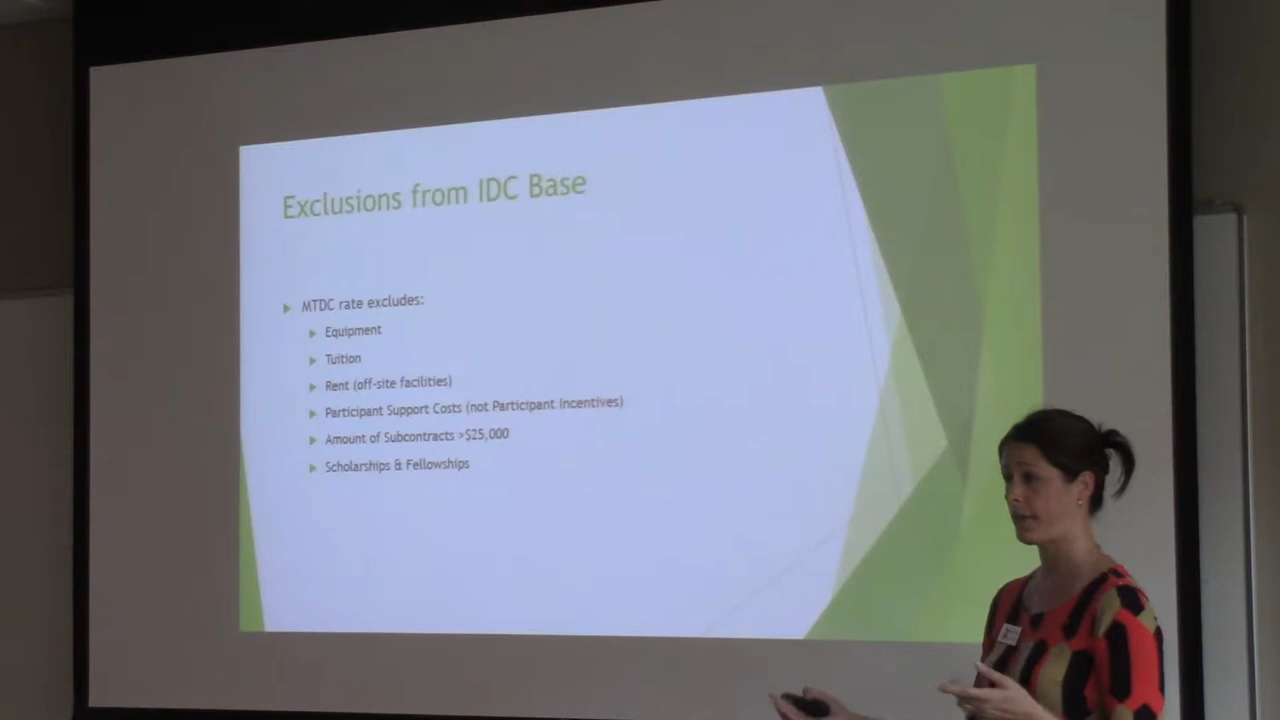 Exclusions from IDC Base
MTDC rate excludes:
Equipment
Tuition
Rent (off-site facilities)
Participant Support Costs (not Participant Incentives)
Amount of Subcontracts >$25,000
Scholarships & Fellowships